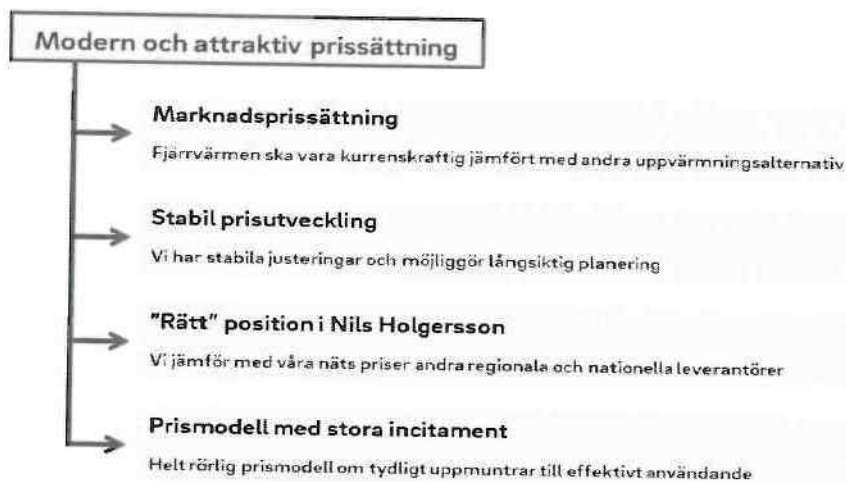 Modern och attraktiv prissättning
Marknadsprissättning
Fjärrvärmen ska vara kurrenskraftig jämfört med andra uppvärmningsalternativ
Stabil prisutveckling
Vi har stabila justeringar och möjliggör långsiktig planering
"Rätt" position i Nils Holgersson
Vi jämför med våra näts priser andra regionala och nationella leverantörer
Prismodell med stora incitament
Helt rörlig prismodell om tydligt uppmuntrar till effektivt användande